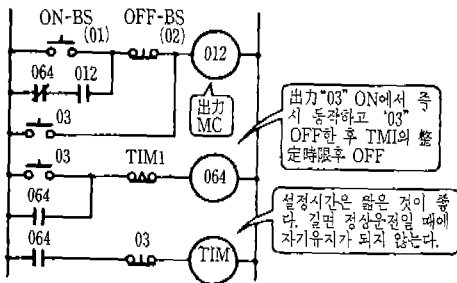 ON-BS OFF-BS
(01) (02)
012
064 012
出力
MC
03
出力 "03" ON에서 즉
시 동작하고 "03"
OFF한 후 TMI의 整
定時限후 OFF
03 TIM1
064
064
설정시간은 짧은 것이 좋
다. 길면 정상운전일 때에
자기유지가 되지 않는다.
064 03
TIM